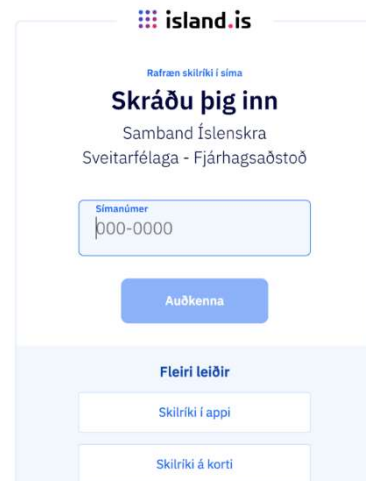 island.is
Rafræn skilríki í síma
Skráðu þig inn
Samband Íslenskra
Sveitarfélaga - Fjárhagsaðstoð
Símanúmer
000-0000
Auðkenna
Fleiri leiðir
Skilríki í appi
Skilríki á korti